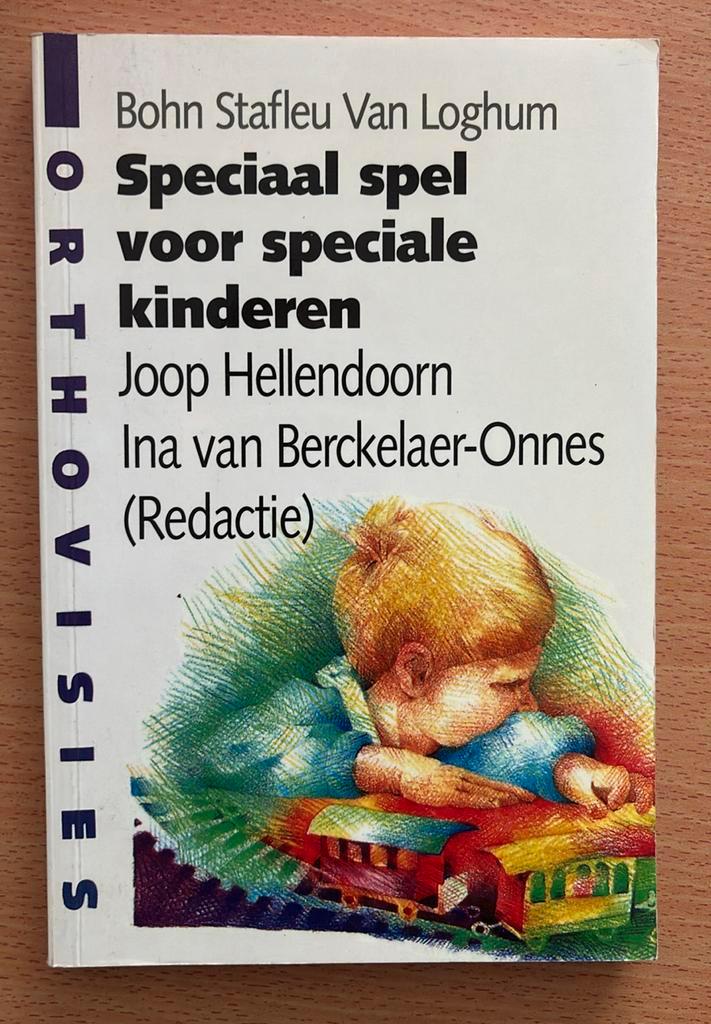 Bohn Stafleu Van Loghum
Speciaal spel
voor speciale
kinderen
Joop Hellendoorn
Ina van Berckelaer-Onnes
(Redactie)
ORTHOVISIES